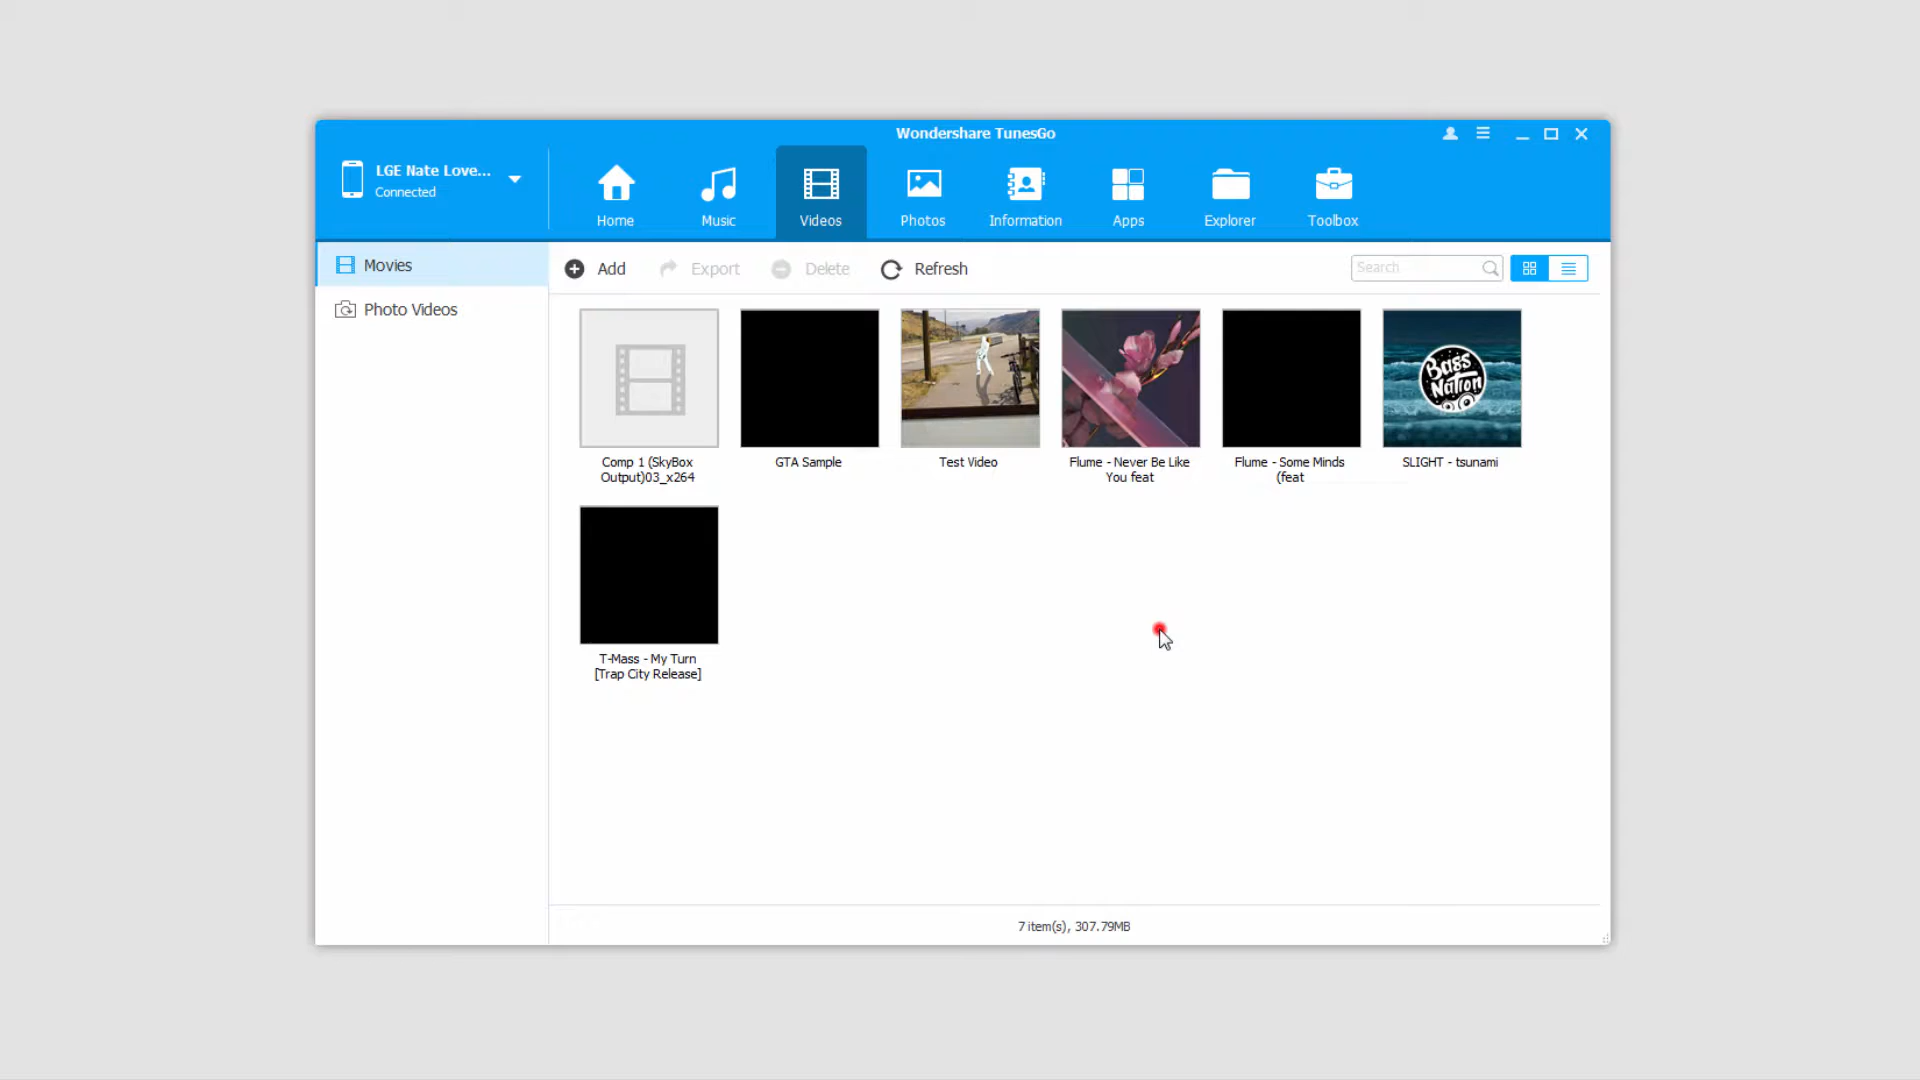 Wondershare TunesGo
LGE Nate Love...
Connected
Home
Music
Videos
Photos
Information
Apps
Explorer
Toolbox
Movies
Photo Videos
Add
Export
Delete
Refresh
Search
Comp 1 (SkyBox
Output)03_x264
GTA Sample
Test Video
Flume - Never Be Like
You feat
Flume - Some Minds
(feat
Bass
Nation
SLIGHT - tsunami
T-Mass - My Turn
[Trap City Release]
7 item(s), 307.79MB